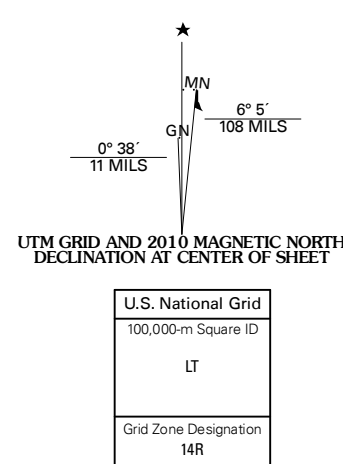 ★
MN
6° 5′
108 MILS
GN
0° 38′
11 MILS
UTM GRID AND 2010 MAGNETIC NORTH
DECLINATION AT CENTER OF SHEET
U.S. National Grid
100,000-m Square ID
LT
Grid Zone Designation
14R